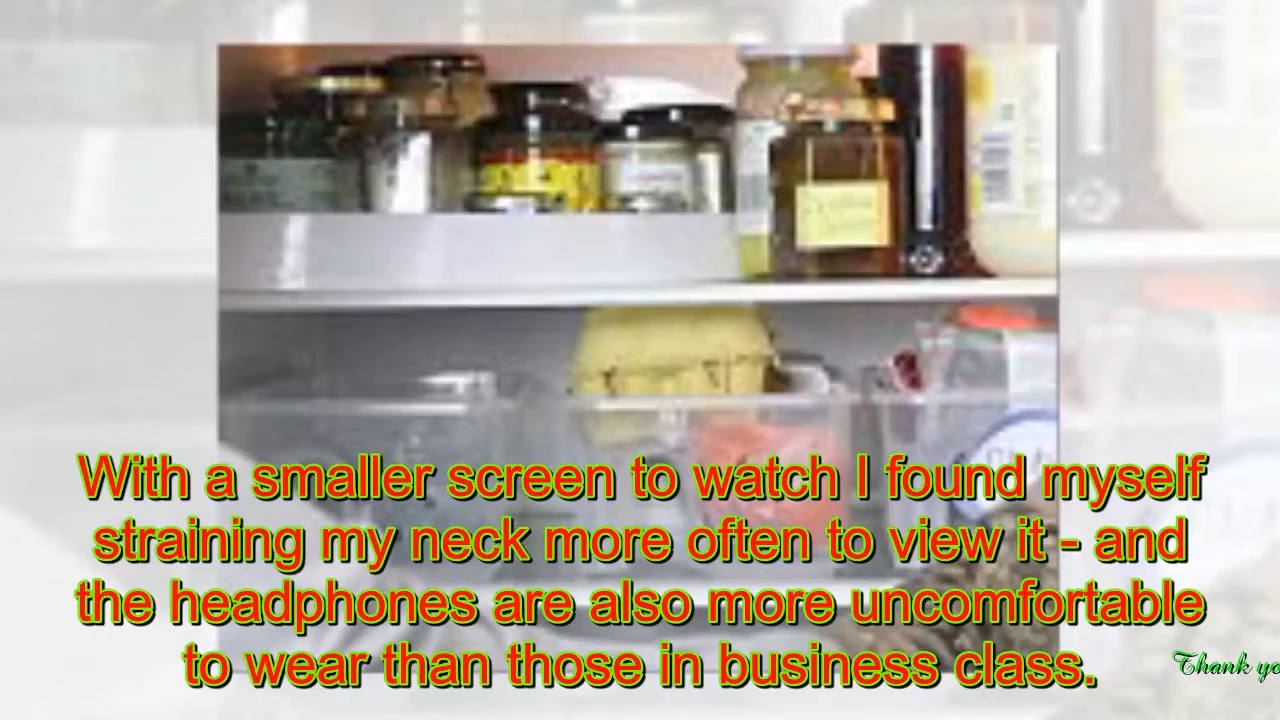 With a smaller screen to watch I found myself
straining my neck more often to view it - and
the headphones are also more uncomfortable
to wear than those in business class.
Thank yo